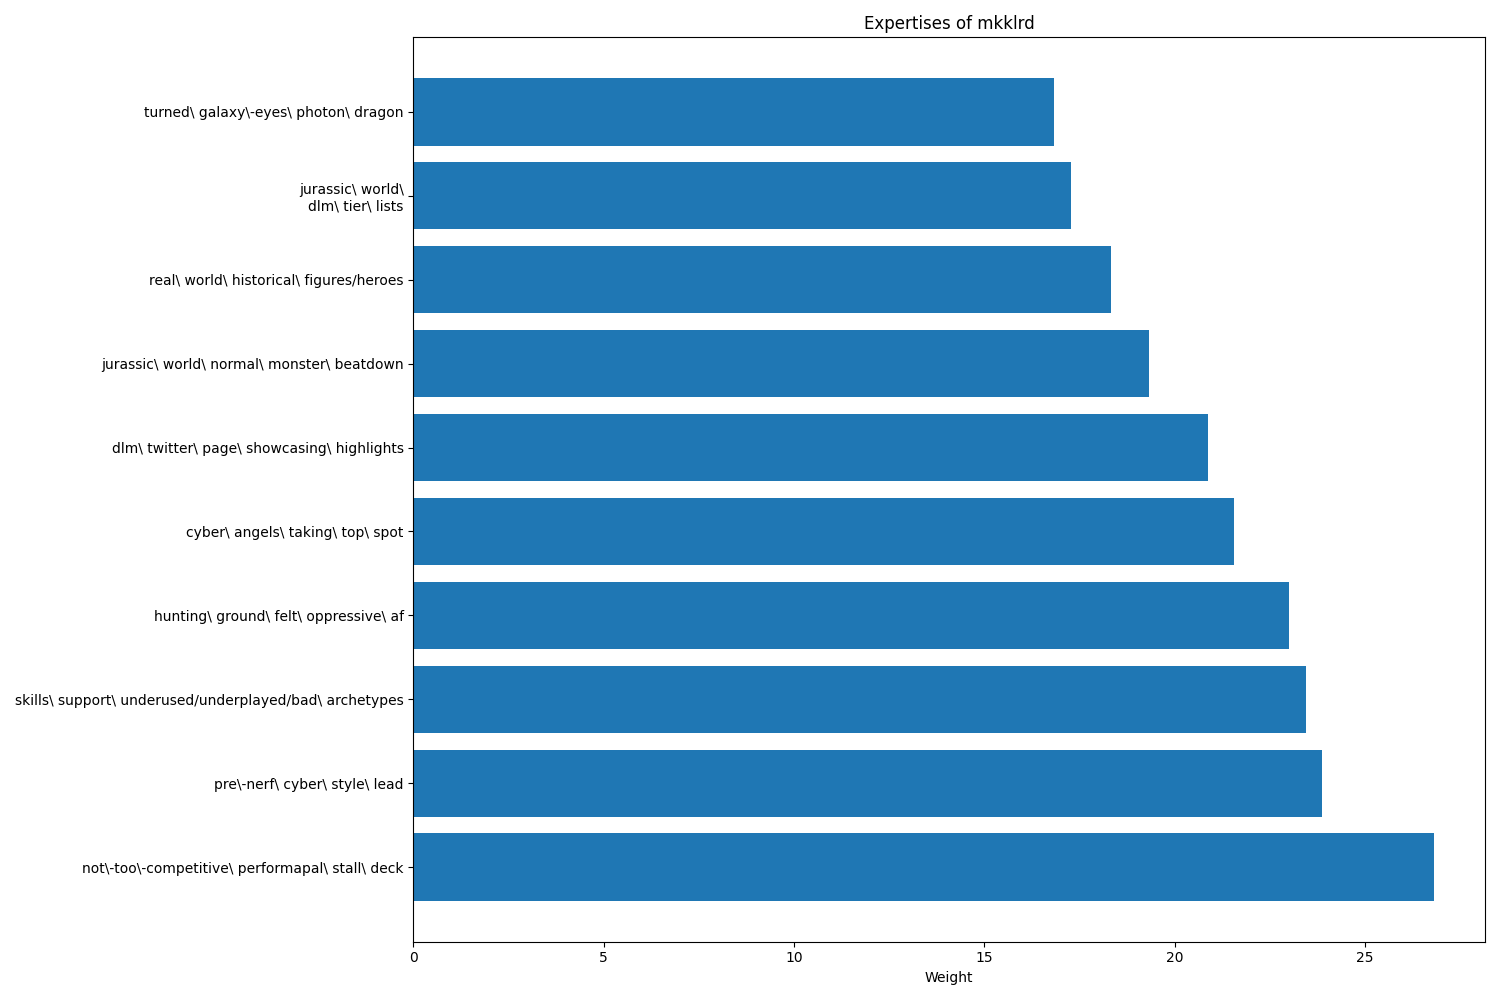 Expertises of mkklrd
turned\ galaxy\-eyes\ photon\ dragon
jurassic\ world\
dlm\ tier\ lists
real\ world\ historical\ figures/heroes
jurassic\ world\ normal\ monster\ beatdown
dlm\ twitter\ page\ showcasing\ highlights
cyber\ angels\ taking\ top\ spot
hunting\ ground\ felt\ oppressive\ af
skills\ support\ underused/underplayed/bad\ archetypes
pre\-nerf\ cyber\ style\ lead
not\-too\-competitive\ performapal\ stall\ deck
0 5 10 15 20 25
Weight